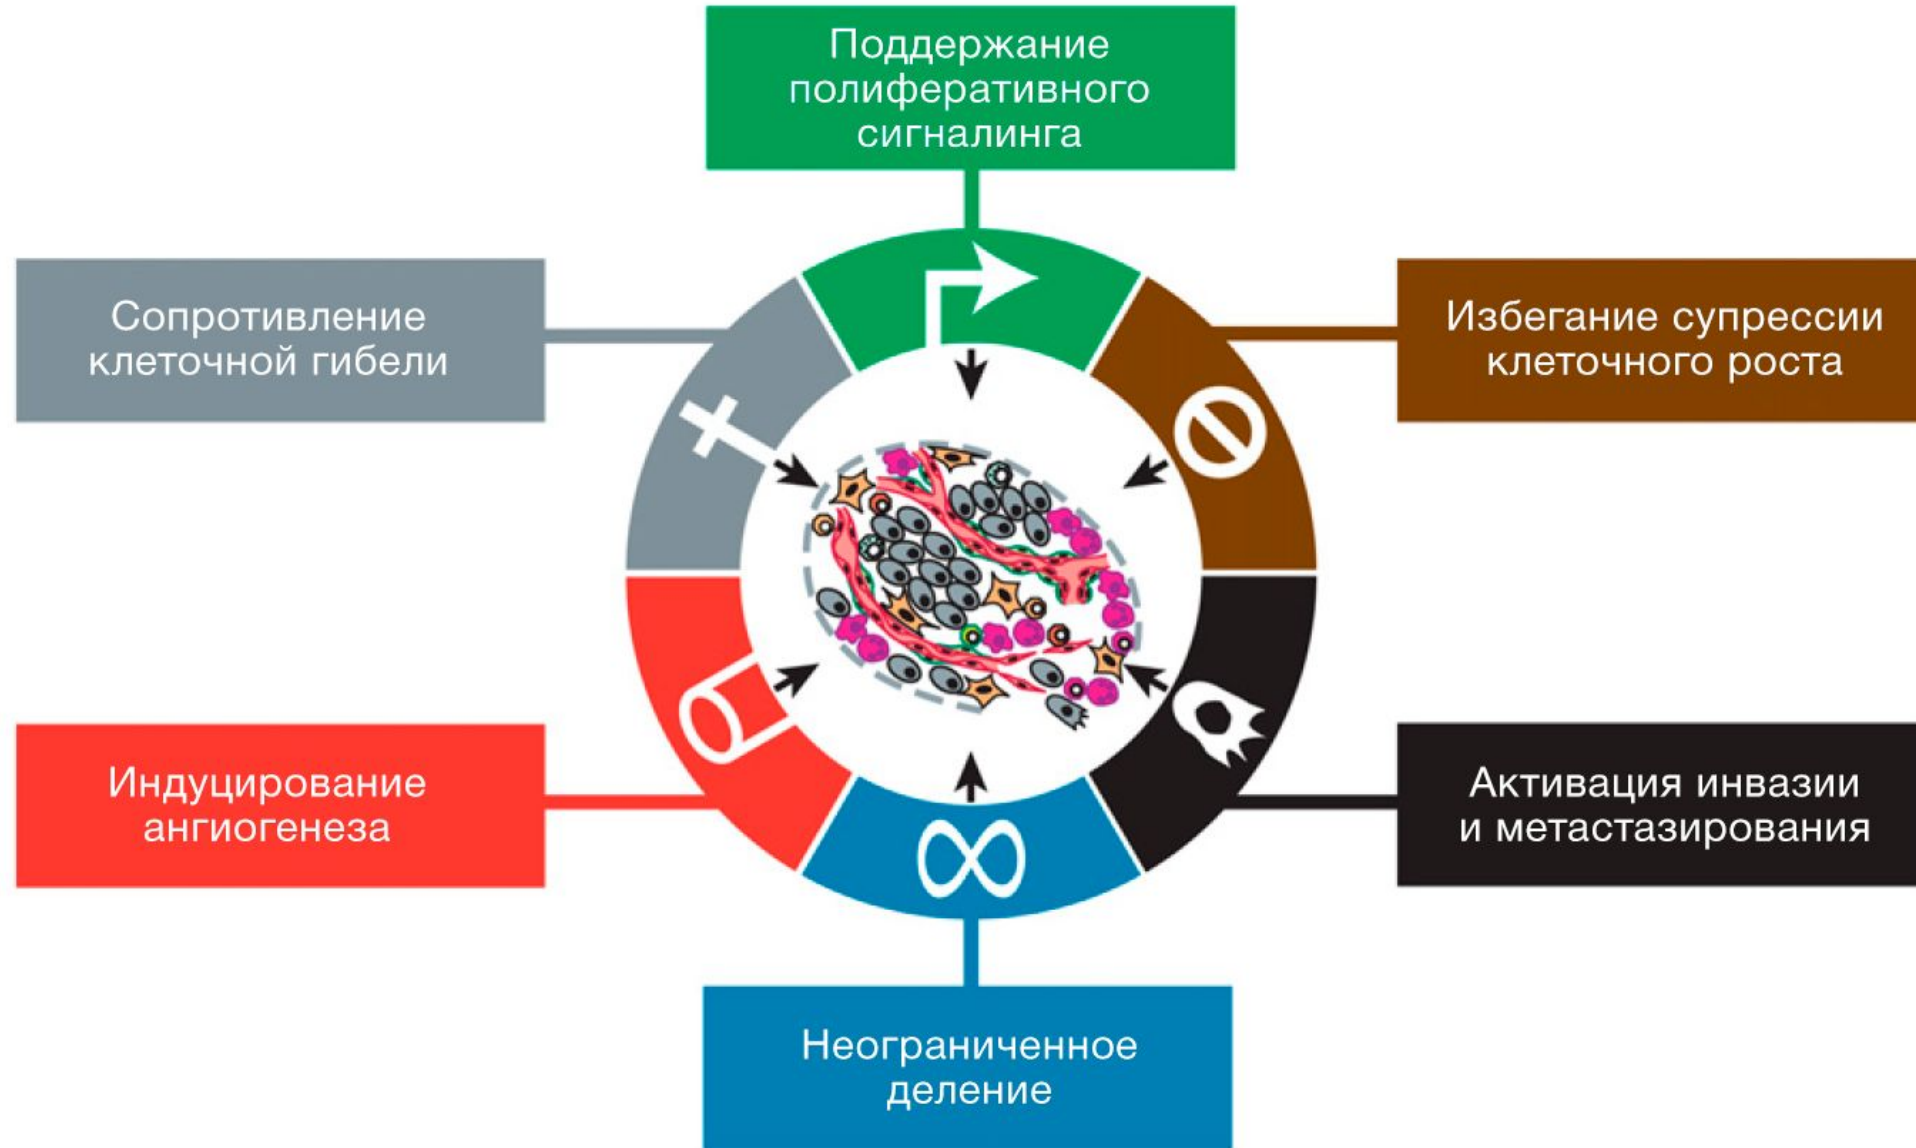 Поддержание
полиферативного
сигналинга
Сопротивление
клеточной гибели
Избегание супрессии
клеточного роста
Индуцирование
ангиогенеза
Активация инвазии
и метастазирования
Неограниченное
деление